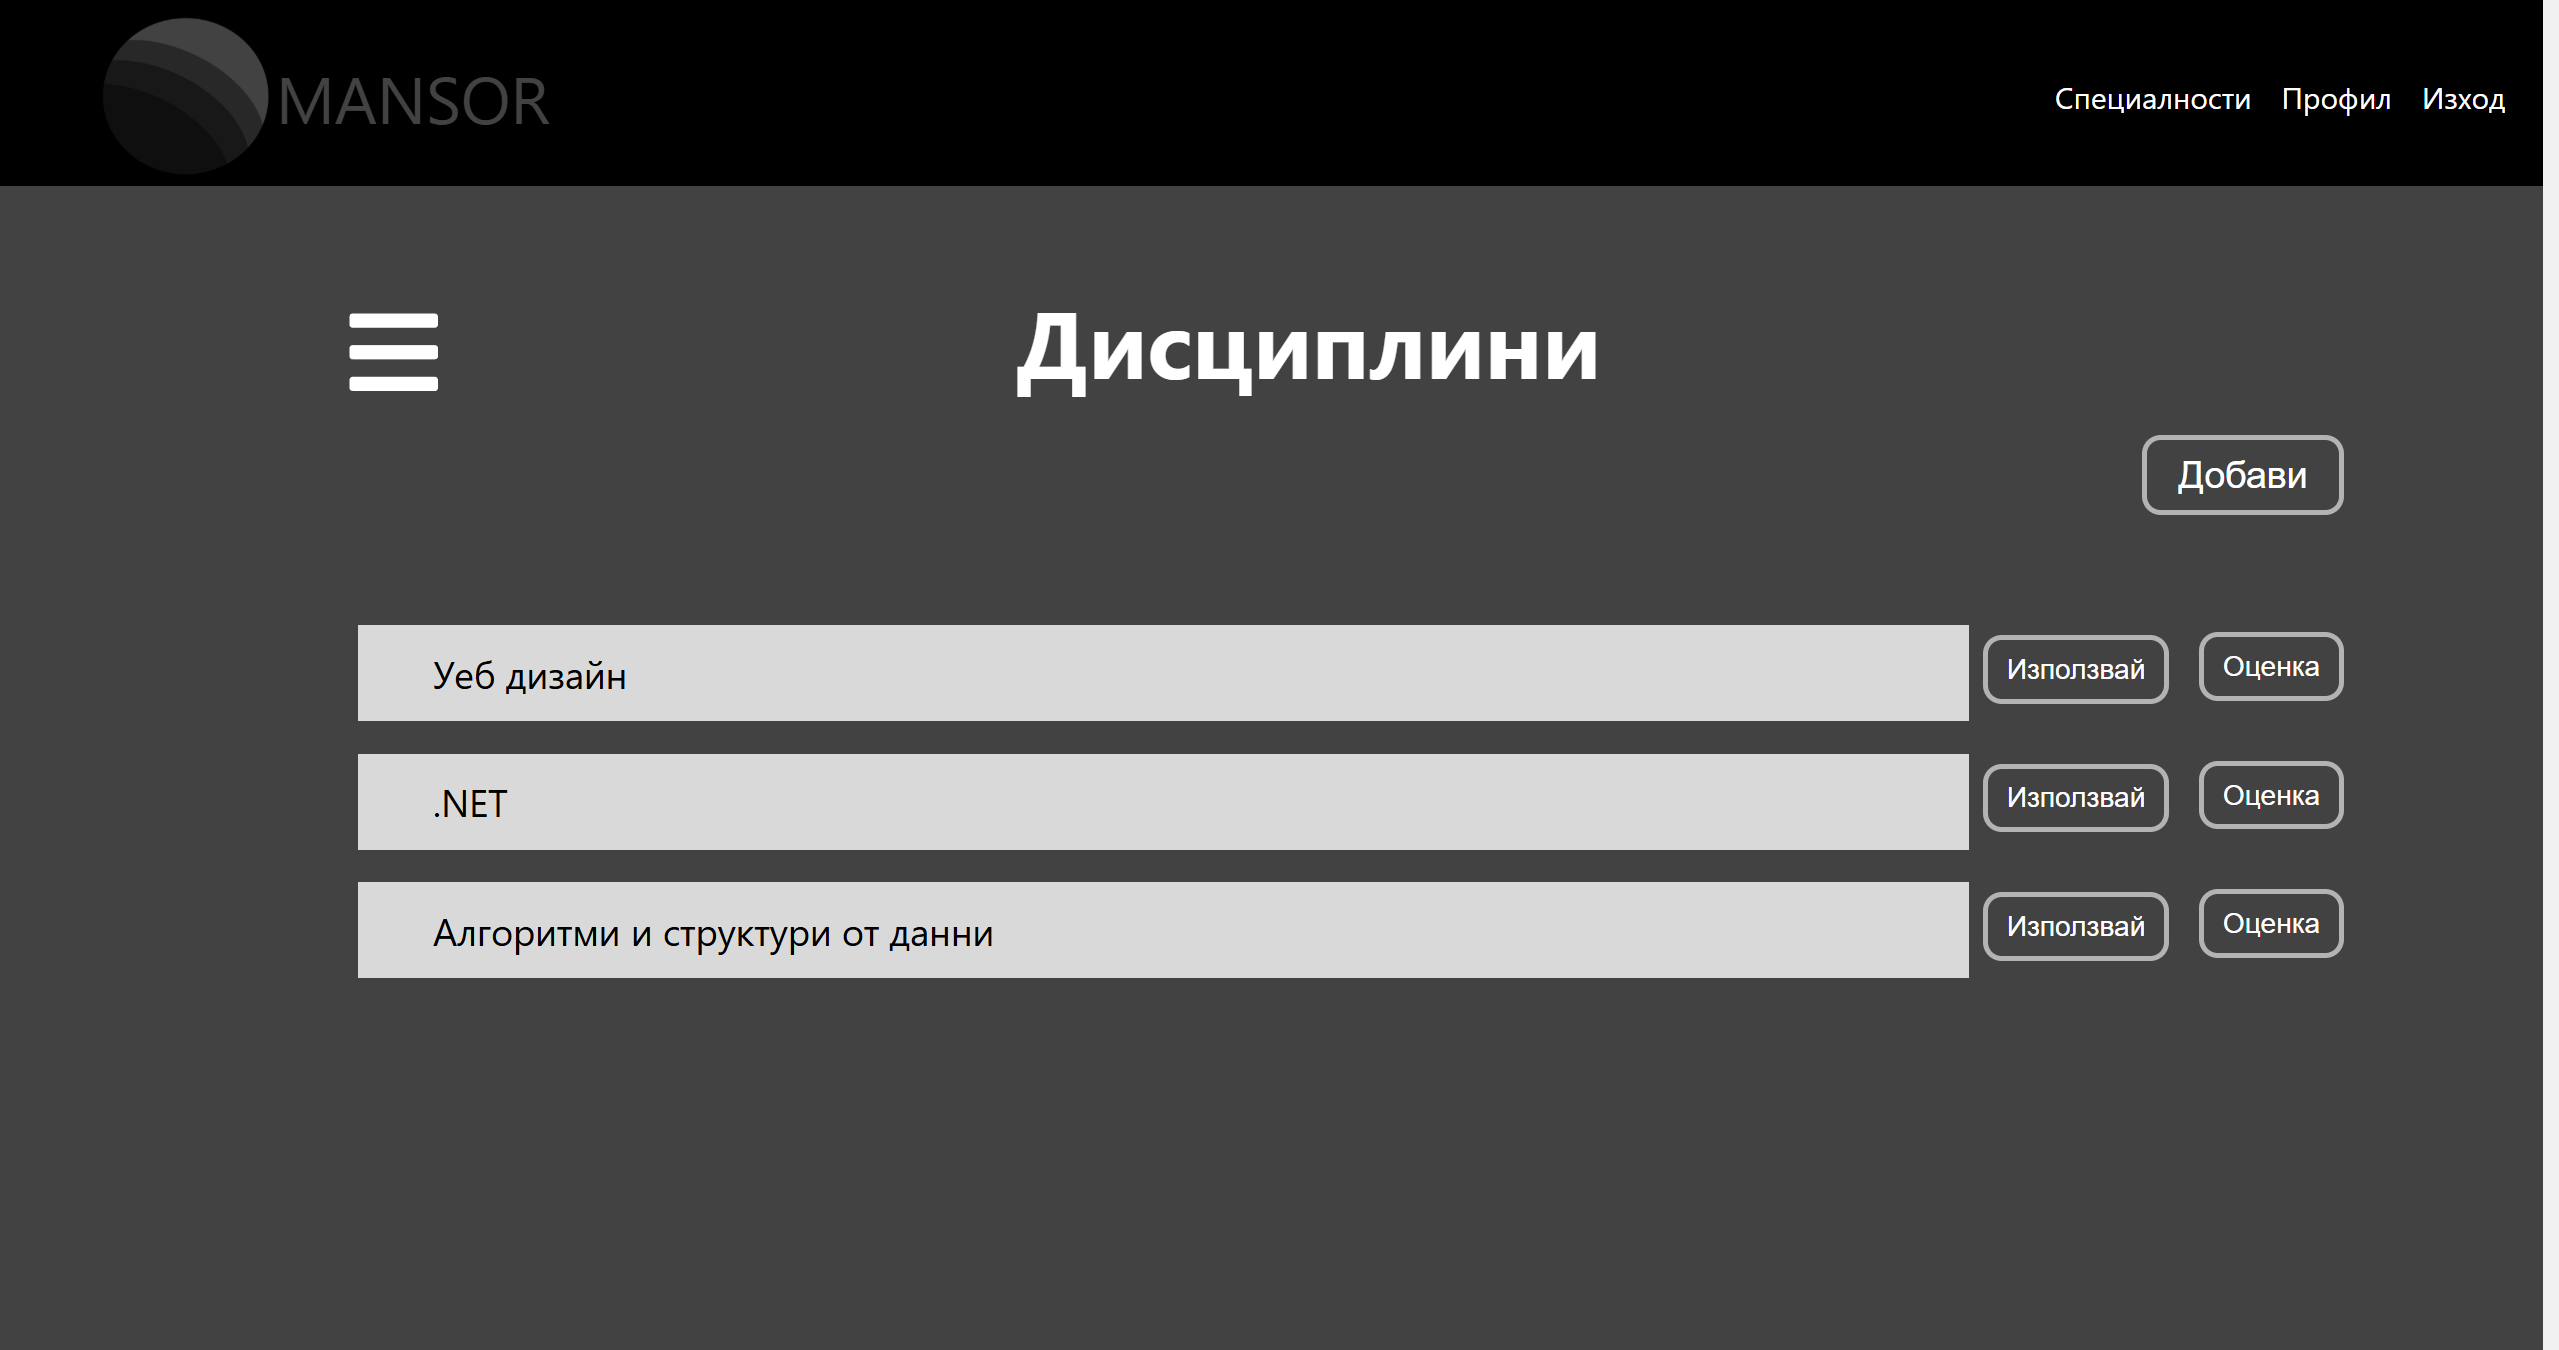 MANSOR
Специалности Профил Изход
Дисциплини
Добави
Уеб дизайн Използвай Оценка
.NET Използвай Оценка
Алгоритми и структури от данни Използвай Оценка